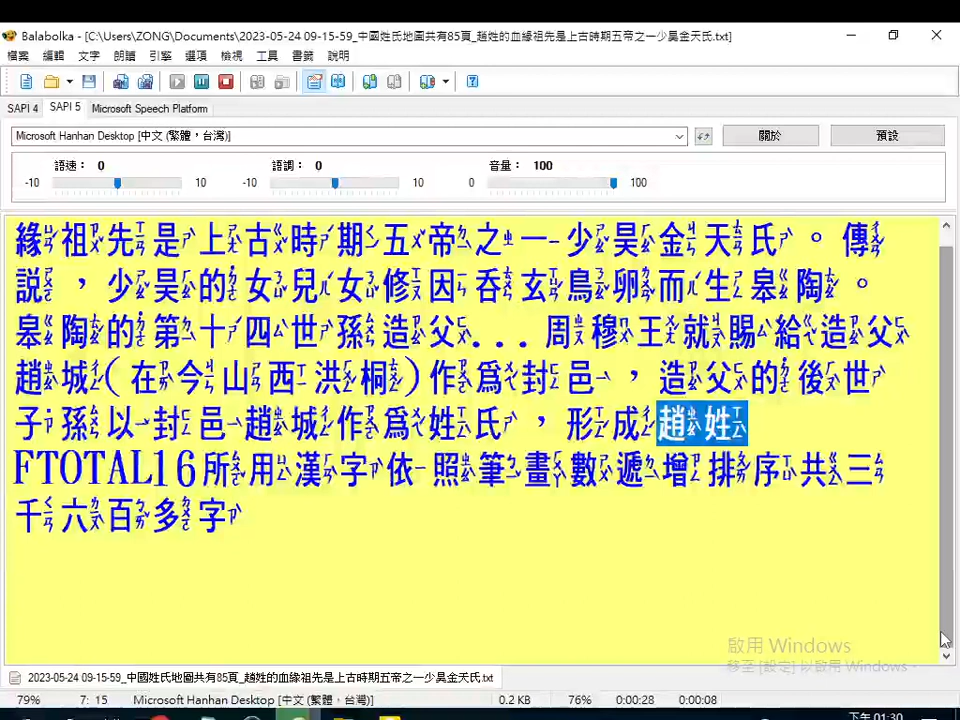 Balabolka - [C:\Users\ZONG\Documents\2023-05-24 09-15-59_中國姓氏地圖共有85頁_趙姓的血緣祖先是上古時期五帝之一少昊金天氏.txt]
檔案 編輯 文字 朗讀 引擎 選項 檢視 工具 書籤 說明
SAPI 4 SAPI 5 Microsoft Speech Platform
Microsoft Hanhan Desktop [中文 (繁體，台灣)] 關於 預設
語速： 0 語調： 0 音量： 100
-10 10 -10 10 0 100
緣祖先是上古時期五帝之一少昊金天氏。傳
說，少昊的女兒女修因吞玄鳥卵而生皋陶。
皋陶的第十四世孫造父...周穆王就賜給造父
趙城(在今山西洪桐)作為封邑，造父的後世
子孫以封邑趙城作為姓氏，形成趙姓
FTOTAL16所用漢字依照筆畫數遞增排序共三
千六百多字
啟用 Windows
移至 [設定] 以啟用 Windows。
2023-05-24 09-15-59_中國姓氏地圖共有85頁_趙姓的血緣祖先是上古時期五帝之一少昊金天氏.txt
79% 7: 15 Microsoft Hanhan Desktop [中文 (繁體，台灣)] 0.2 KB 76% 0:00:28 0:00:08
下午 01:30